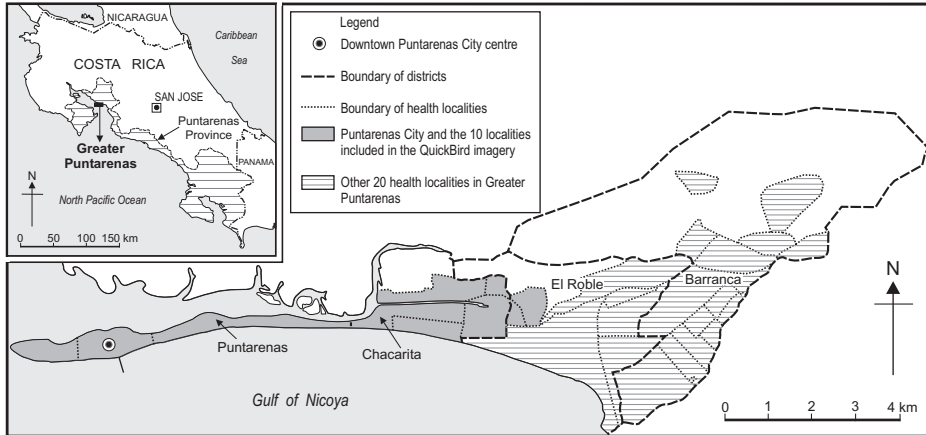 NICARAGUA
Caribbean
Sea
COSTA RICA
SAN JOSE
Puntarenas
Province
Greater
Puntarenas
PANAMA
N
North Pacific Ocean
0 50 100 150 km
Legend
Downtown Puntarenas City centre
Boundary of districts
Boundary of health localities
Puntarenas City and the 10 localities
included in the QuickBird imagery
Other 20 health localities in Greater
Puntarenas
El Roble
Barranca
N
Puntarenas
Chacarita
Gulf of Nicoya
0 1 2 3 4 km